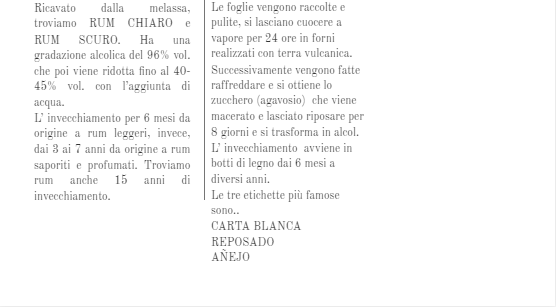 Ricavato dalla melassa,
troviamo RUM CHIARO e
RUM SCURO. Ha una
gradazione alcolica del 96% vol.
che poi viene ridotta fino al 40-
45% vol. con l'aggiunta di
acqua.
L' invecchiamento per 6 mesi da
origine a rum leggeri, invece,
dai 3 ai 7 anni da origine a rum
saporiti e profumati. Troviamo
rum anche 15 anni di
invecchiamento.
Le foglie vengono raccolte e
pulite, si lasciano cuocere a
vapore per 24 ore in forni
realizzati con terra vulcanica.
Successivamente vengono fatte
raffreddare e si ottiene lo
zucchero (agavosio)  che viene
macerato e lasciato riposare per
8 giorni e si trasforma in alcol.
L' invecchiamento  avviene in
botti di legno dai 6 mesi a
diversi anni.
Le tre etichette più famose
sono..
CARTA BLANCA
REPOSADO
AÑEJO